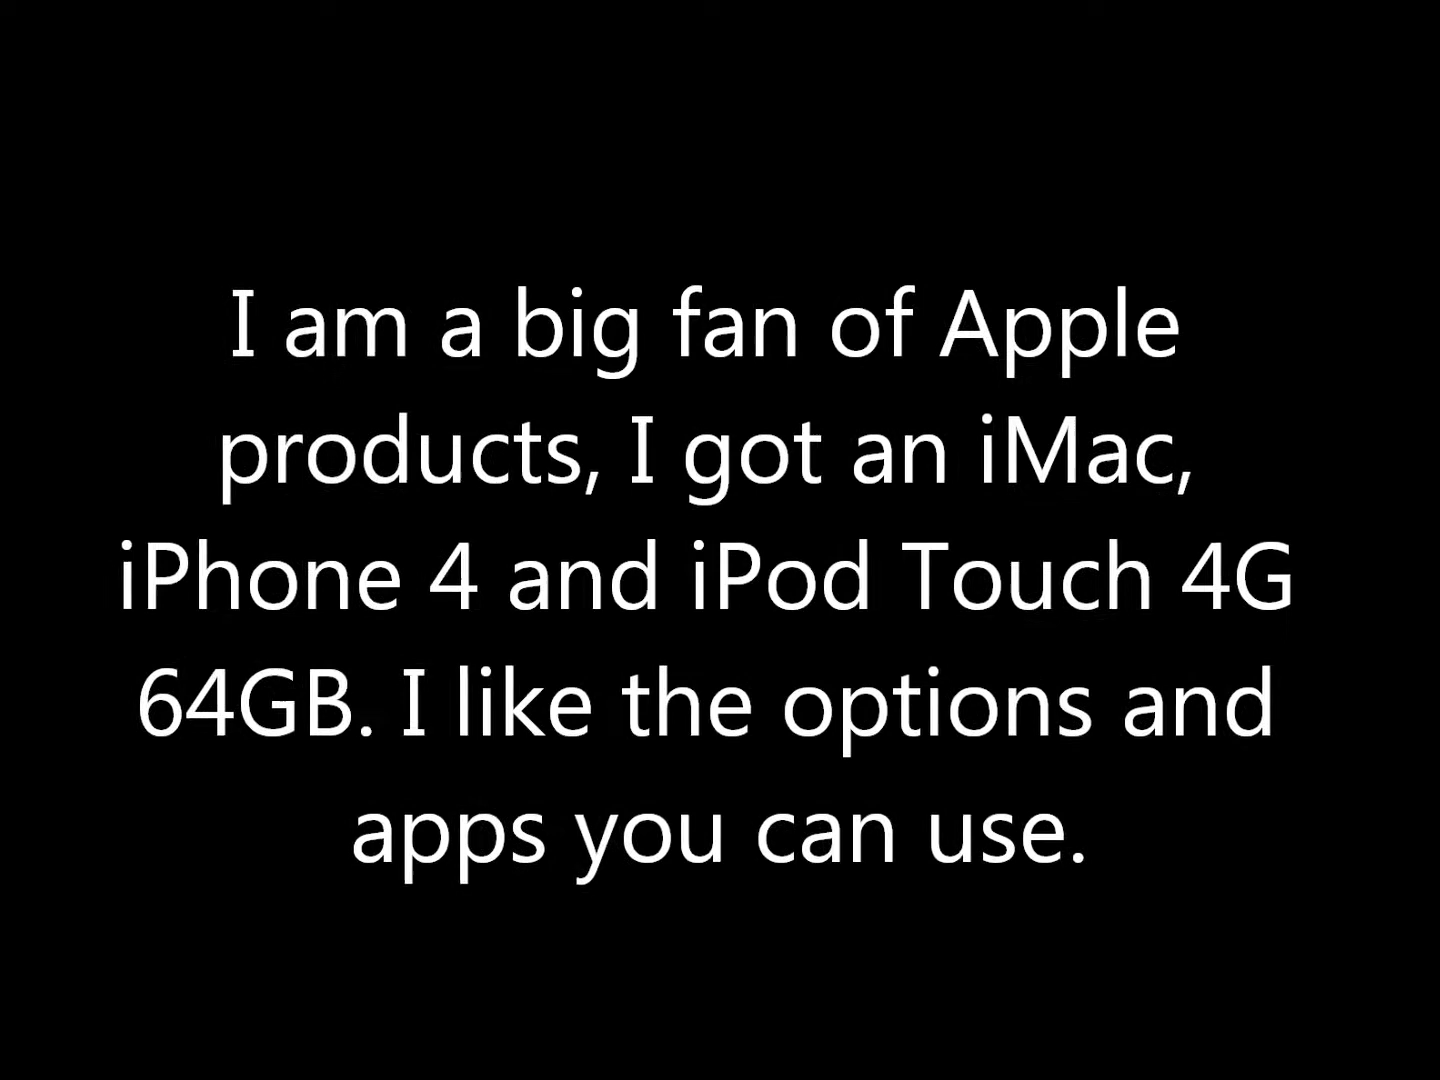 I am a big fan of Apple
products, I got an iMac,
iPhone 4 and iPod Touch 4G
64GB. I like the options and
apps you can use.